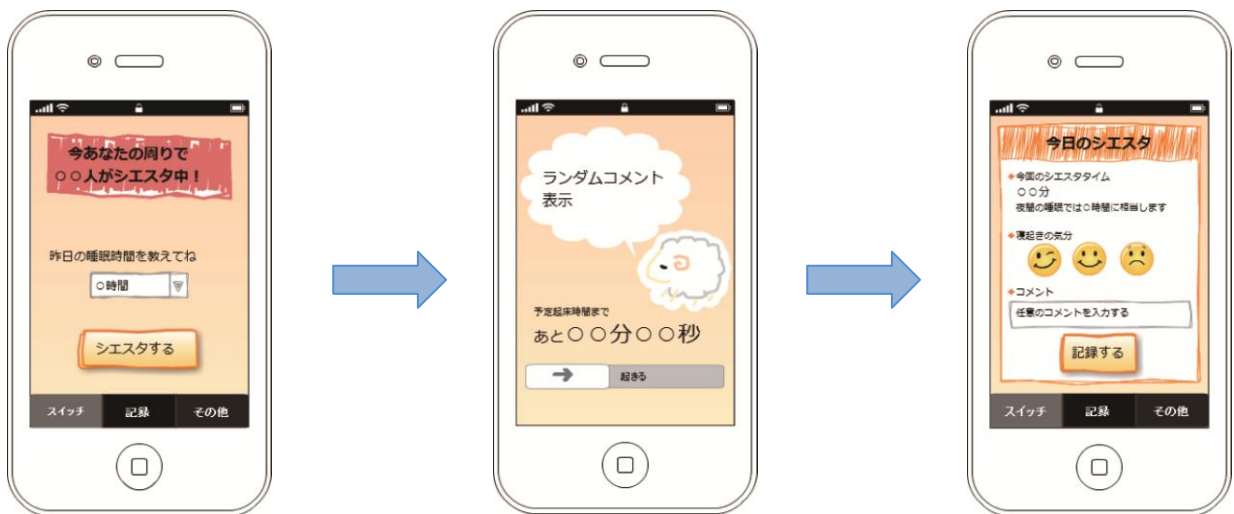 今あなたの周りで
○○人がシエスタ中！
昨日の睡眠時間を教えてね
○時間
シエスタする
スイッチ 記録 その他
ランダムコメント
表示
予定起床時間まで
あと○○分○○秒
起きる
今日のシエスタ
今回のシエスタタイム
○○分
夜間の睡眠では○時間に相当します
寝起きの気分
コメント
任意のコメントを入力する
記録する
スイッチ 記録 その他